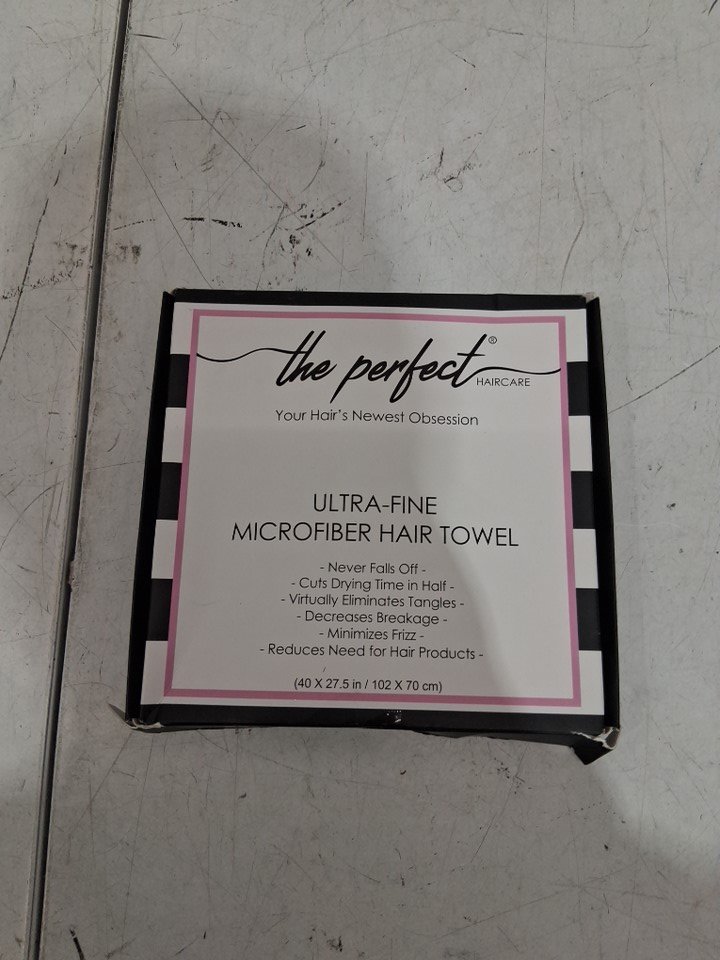 the perfect®
HAIRCARE
Your Hair's Newest Obsession
ULTRA-FINE
MICROFIBER HAIR TOWEL
- Never Falls Off -
- Cuts Drying Time in Half -
- Virtually Eliminates Tangles -
- Decreases Breakage -
- Minimizes Frizz -
- Reduces Need for Hair Products -
(40 X 27.5 in / 102 X 70 cm)